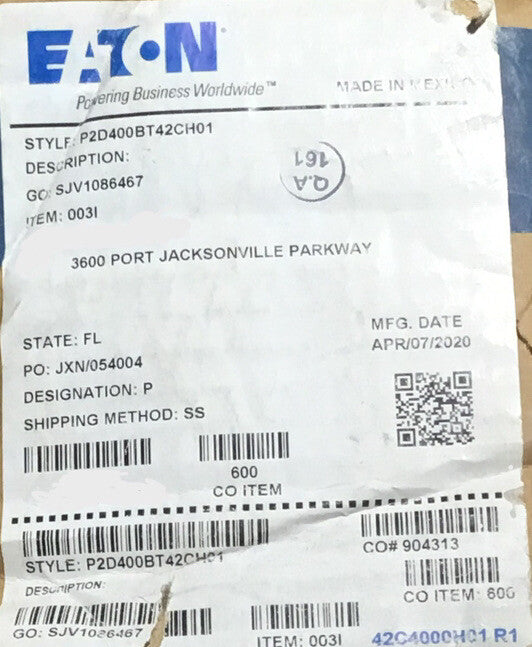 EATON
Powering Business Worldwide™
MADE IN MEXICO
STYLE: P2D400BT42CH01
DESCRIPTION:
Q.A
161
GO: SJV1086467
ITEM: 003I
3600 PORT JACKSONVILLE PARKWAY
STATE: FL
MFG. DATE
APR/07/2020
PO: JXN/054004
DESIGNATION: P
SHIPPING METHOD: SS
600
CO ITEM
STYLE: P2D400BT42CH01
CO# 904313
DESCRIPTION:
CO ITEM: 600
GO: SJV1086467
ITEM: 003I
42C4000H01 R1